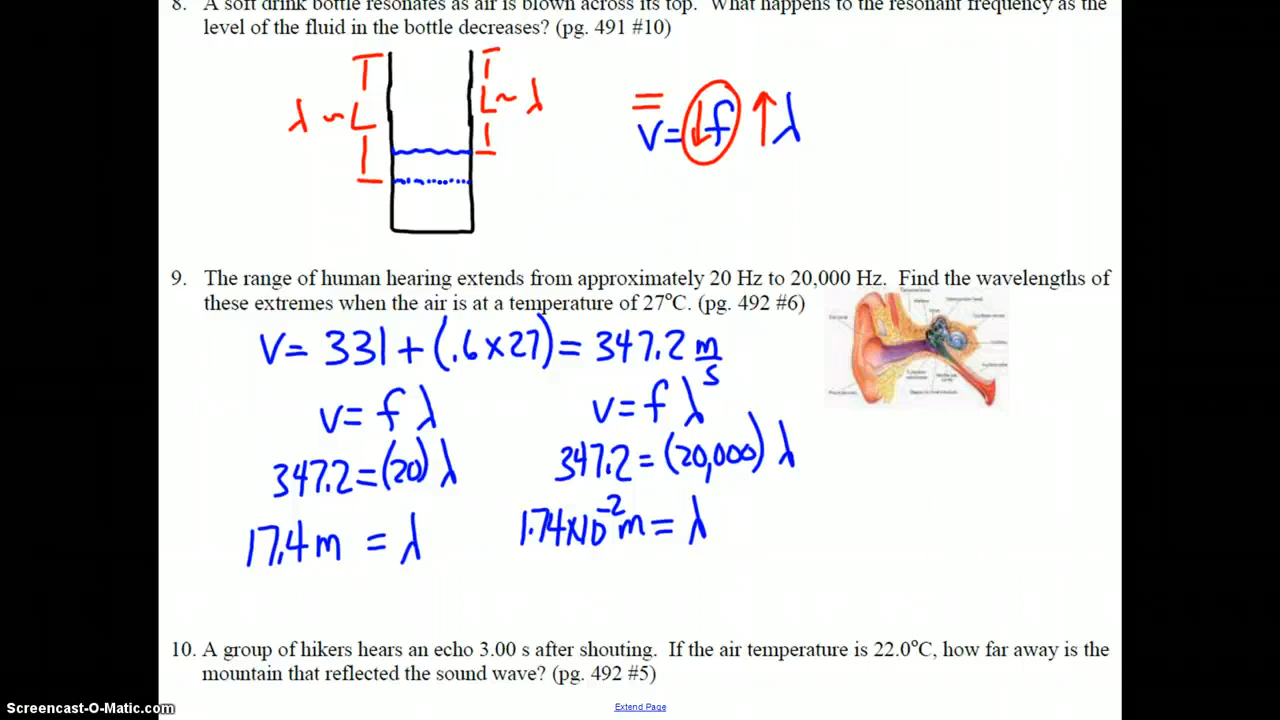 8. A soft drink bottle resonates as air is blown across its top. What happens to the resonant frequency as the
level of the fluid in the bottle decreases? (pg. 491 #10)
λ ~ L
L ~ λ
v = ↓f ↑λ
9. The range of human hearing extends from approximately 20 Hz to 20,000 Hz. Find the wavelengths of
these extremes when the air is at a temperature of 27°C. (pg. 492 #6)
v = 331 + (.6 × 27) = 347.2 m/s
v = f λ
v = f λ
347.2 = (20) λ
347.2 = (20,000) λ
17.4 m = λ
1.74 × 10⁻² m = λ
10. A group of hikers hears an echo 3.00 s after shouting. If the air temperature is 22.0°C, how far away is the
mountain that reflected the sound wave? (pg. 492 #5)
Screencast-O-Matic.com
Extend Page